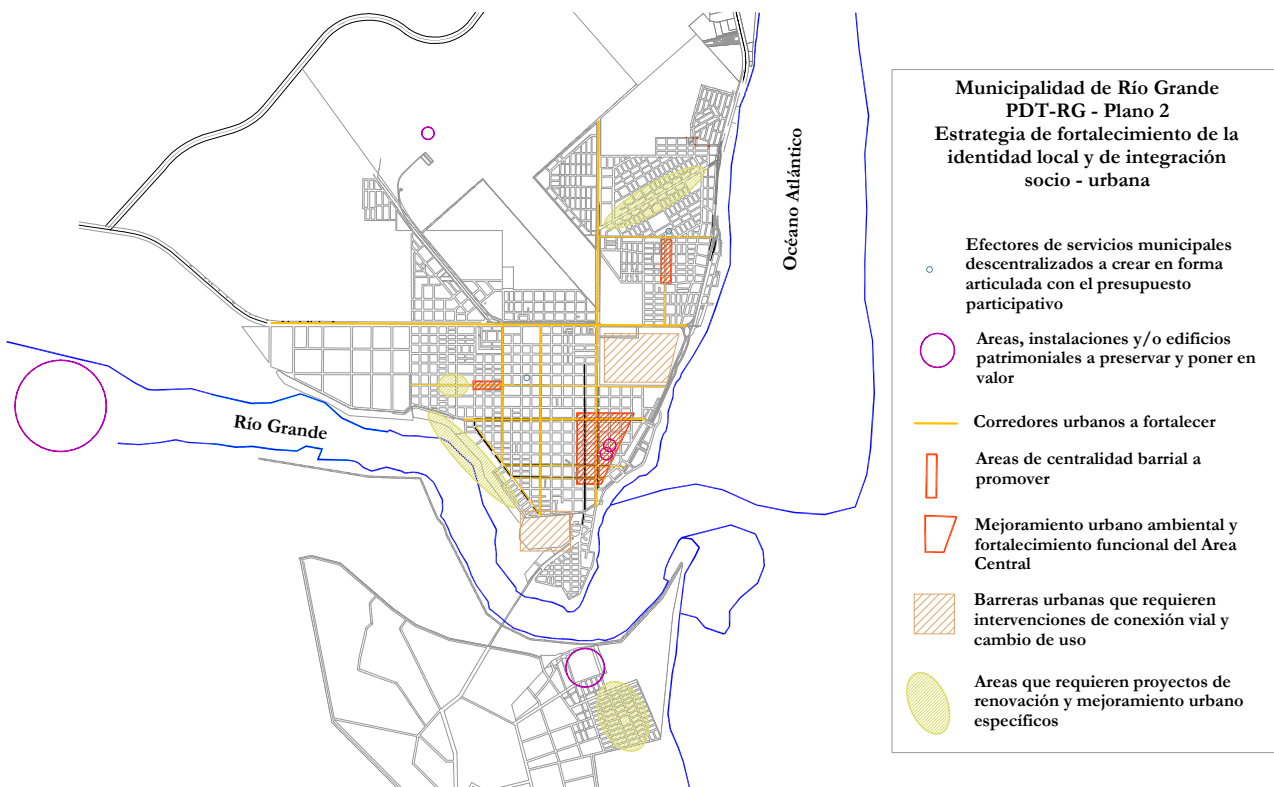 Municipalidad de Río Grande
PDT-RG - Plano 2
Estrategia de fortalecimiento de la
identidad local y de integración
socio - urbana
Efectores de servicios municipales
descentralizados a crear en forma
articulada con el presupuesto
participativo
Areas, instalaciones y/o edificios
patrimoniales a preservar y poner en
valor
Corredores urbanos a fortalecer
Areas de centralidad barrial a
promover
Mejoramiento urbano ambiental y
fortalecimiento funcional del Area
Central
Barreras urbanas que requieren
intervenciones de conexión vial y
cambio de uso
Areas que requieren proyectos de
renovación y mejoramiento urbano
específicos
Océano Atlántico
Río Grande